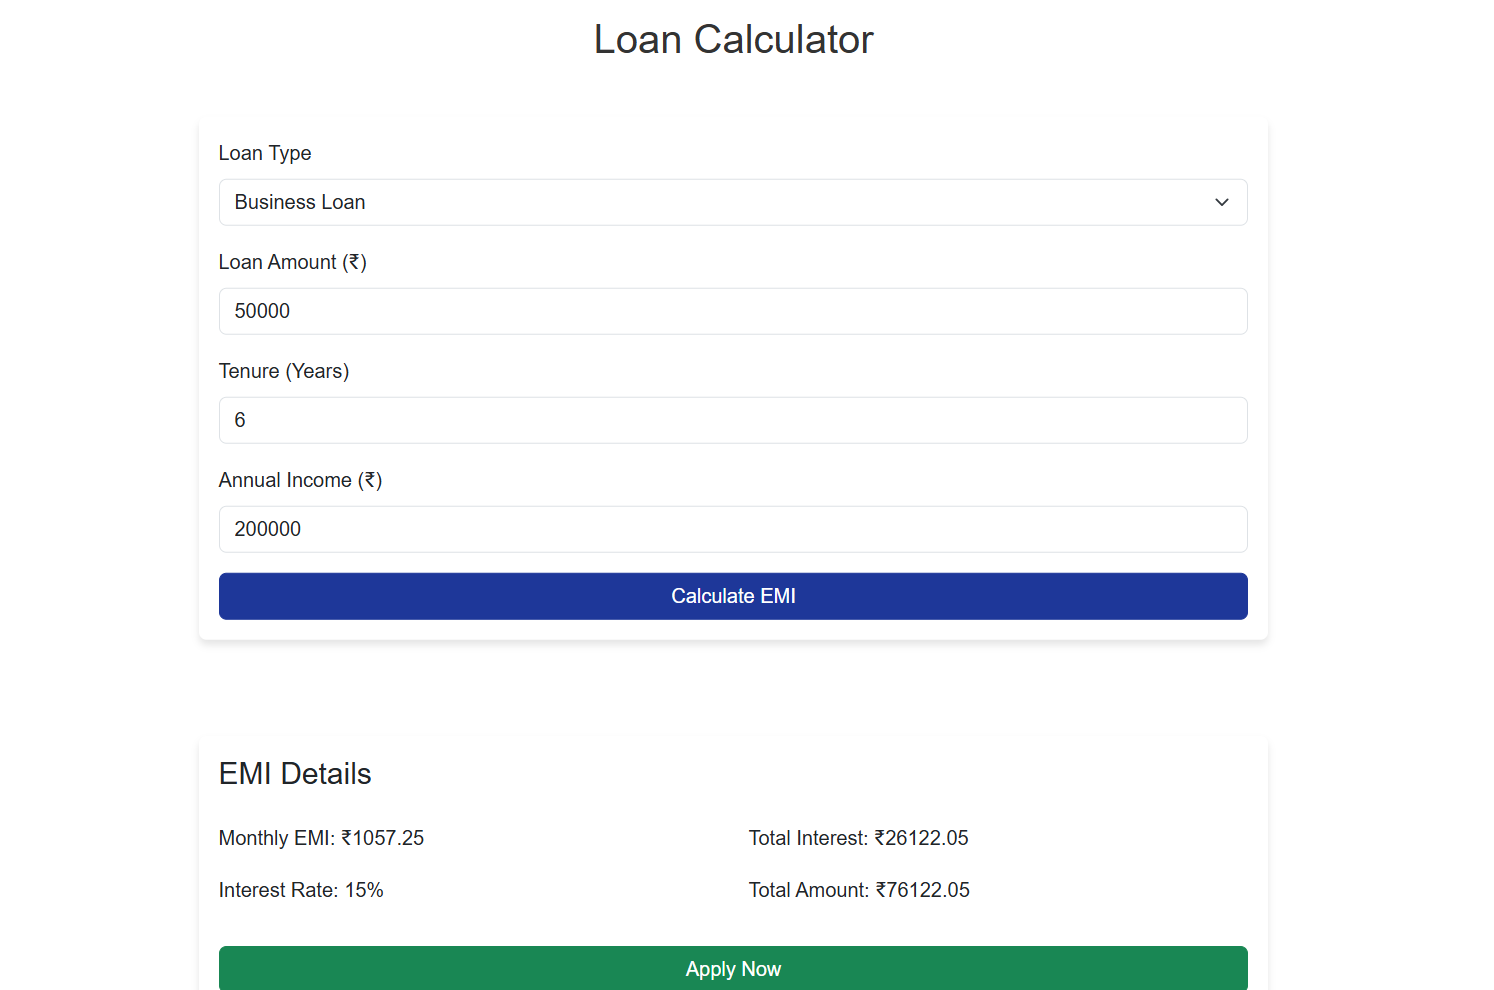 Loan Calculator
Loan Type
Business Loan
Loan Amount (₹)
50000
Tenure (Years)
6
Annual Income (₹)
200000
Calculate EMI
EMI Details
Monthly EMI: ₹1057.25
Total Interest: ₹26122.05
Interest Rate: 15%
Total Amount: ₹76122.05
Apply Now